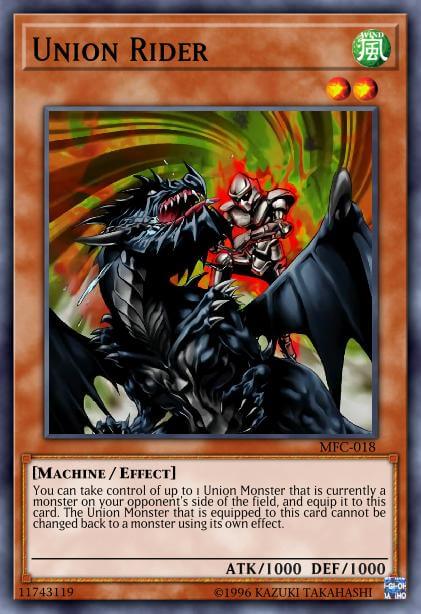 UNION RIDER
WIND
風
MFC-018
[MACHINE / EFFECT]
You can take control of up to 1 Union Monster that is currently a
monster on your opponent's side of the field, and equip it to
this card. The Union Monster that is equipped to this card cannot be
changed back to a monster using its own effect.
ATK/1000 DEF/1000
11743119
©1996 KAZUKI TAKAHASHI